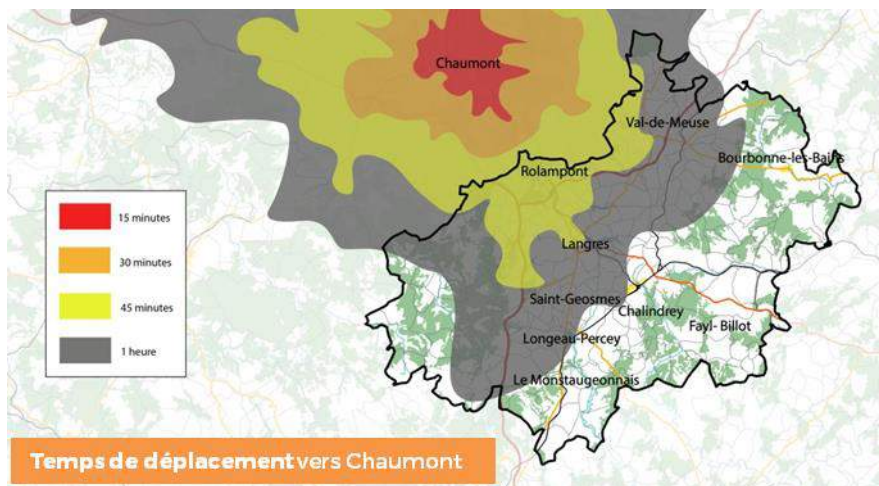 Chaumont
Val-de-Meuse
Bourbonne-les-Bains
Rolampont
Langres
Saint-Geosmes
Chalindrey
Fayl- Billot
Longeau-Percey
Le Monstaugeonnais
15 minutes
30 minutes
45 minutes
1 heure
Temps de déplacement vers Chaumont